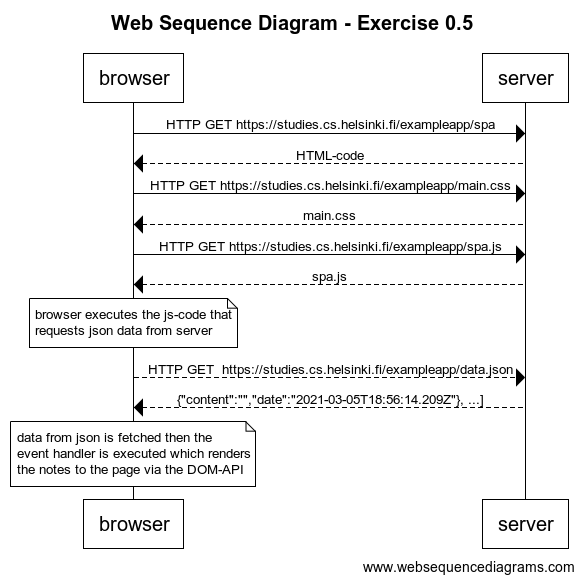 Web Sequence Diagram - Exercise 0.5
browser
server
HTTP GET https://studies.cs.helsinki.fi/exampleapp/spa
HTML-code
HTTP GET https://studies.cs.helsinki.fi/exampleapp/main.css
main.css
HTTP GET https://studies.cs.helsinki.fi/exampleapp/spa.js
spa.js
browser executes the js-code that
requests json data from server
HTTP GET  https://studies.cs.helsinki.fi/exampleapp/data.json
{"content":"","date":"2021-03-05T18:56:14.209Z"}, ...]
data from json is fetched then the
event handler is executed which renders
the notes to the page via the DOM-API
browser
server
www.websequencediagrams.com